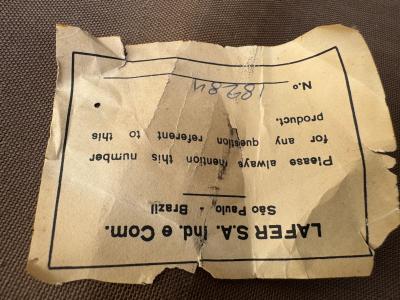 LAFER S.A. Ind. e Com.
São Paulo - Brazil
Please always mention this number
for any question referent to this
product.
N.o 18284